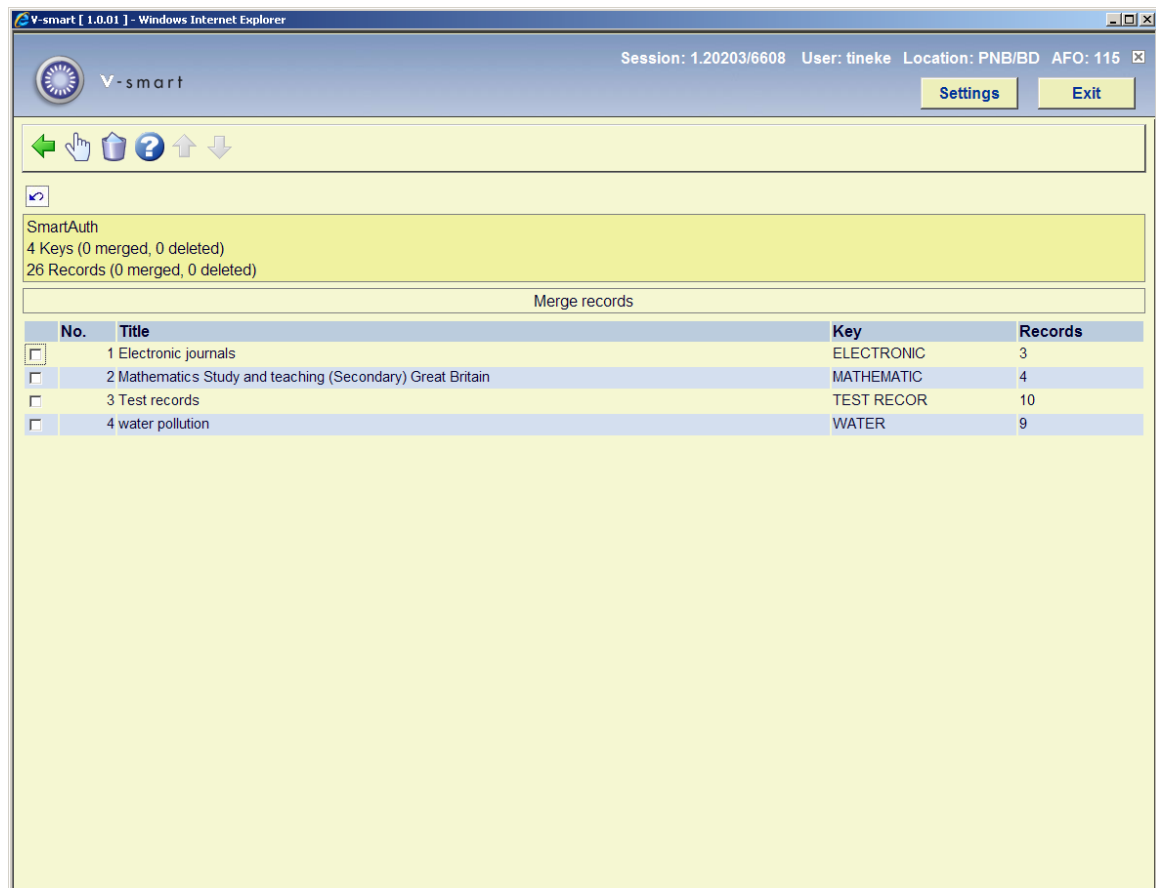 V-smart [ 1.0.01 ] - Windows Internet Explorer
Session: 1.20203/6608 User: tineke Location: PNB/BD AFO: 115
V-smart
Settings Exit
SmartAuth
4 Keys (0 merged, 0 deleted)
26 Records (0 merged, 0 deleted)
Merge records
No. Title Key Records
1 Electronic journals ELECTRONIC 3
2 Mathematics Study and teaching (Secondary) Great Britain MATHEMATIC 4
3 Test records TEST RECOR 10
4 water pollution WATER 9